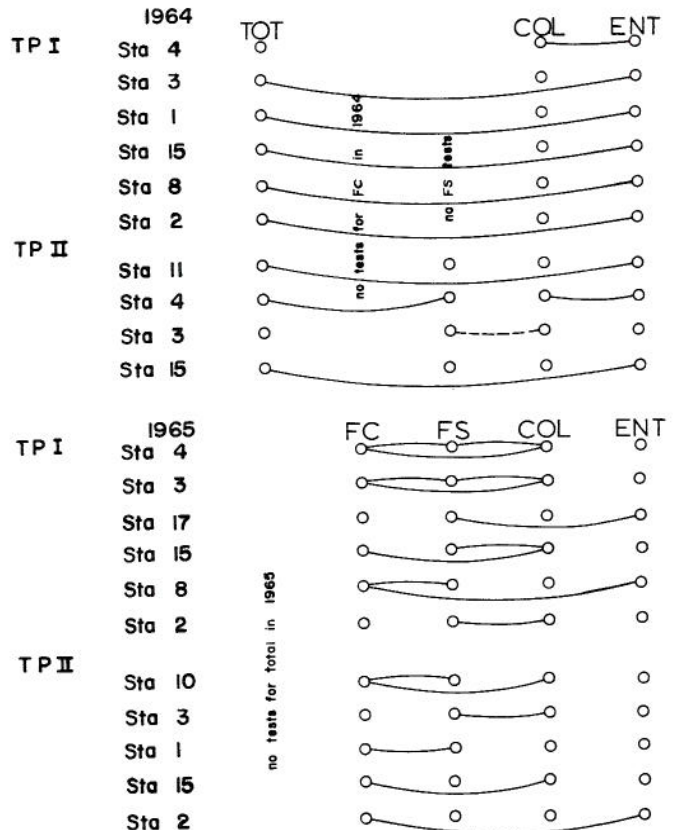 1964
TOT COL ENT
TP I Sta 4
Sta 3
Sta 1
Sta 15
Sta 8
Sta 2
TP II
Sta 11
Sta 4
Sta 3
Sta 15
no tests for FC in 1964
no FS tests
1965
FC FS COL ENT
TP I Sta 4
Sta 3
Sta 17
Sta 15
Sta 8
Sta 2
TP II
Sta 10
Sta 3
Sta 1
Sta 15
Sta 2
no tests for total in 1965